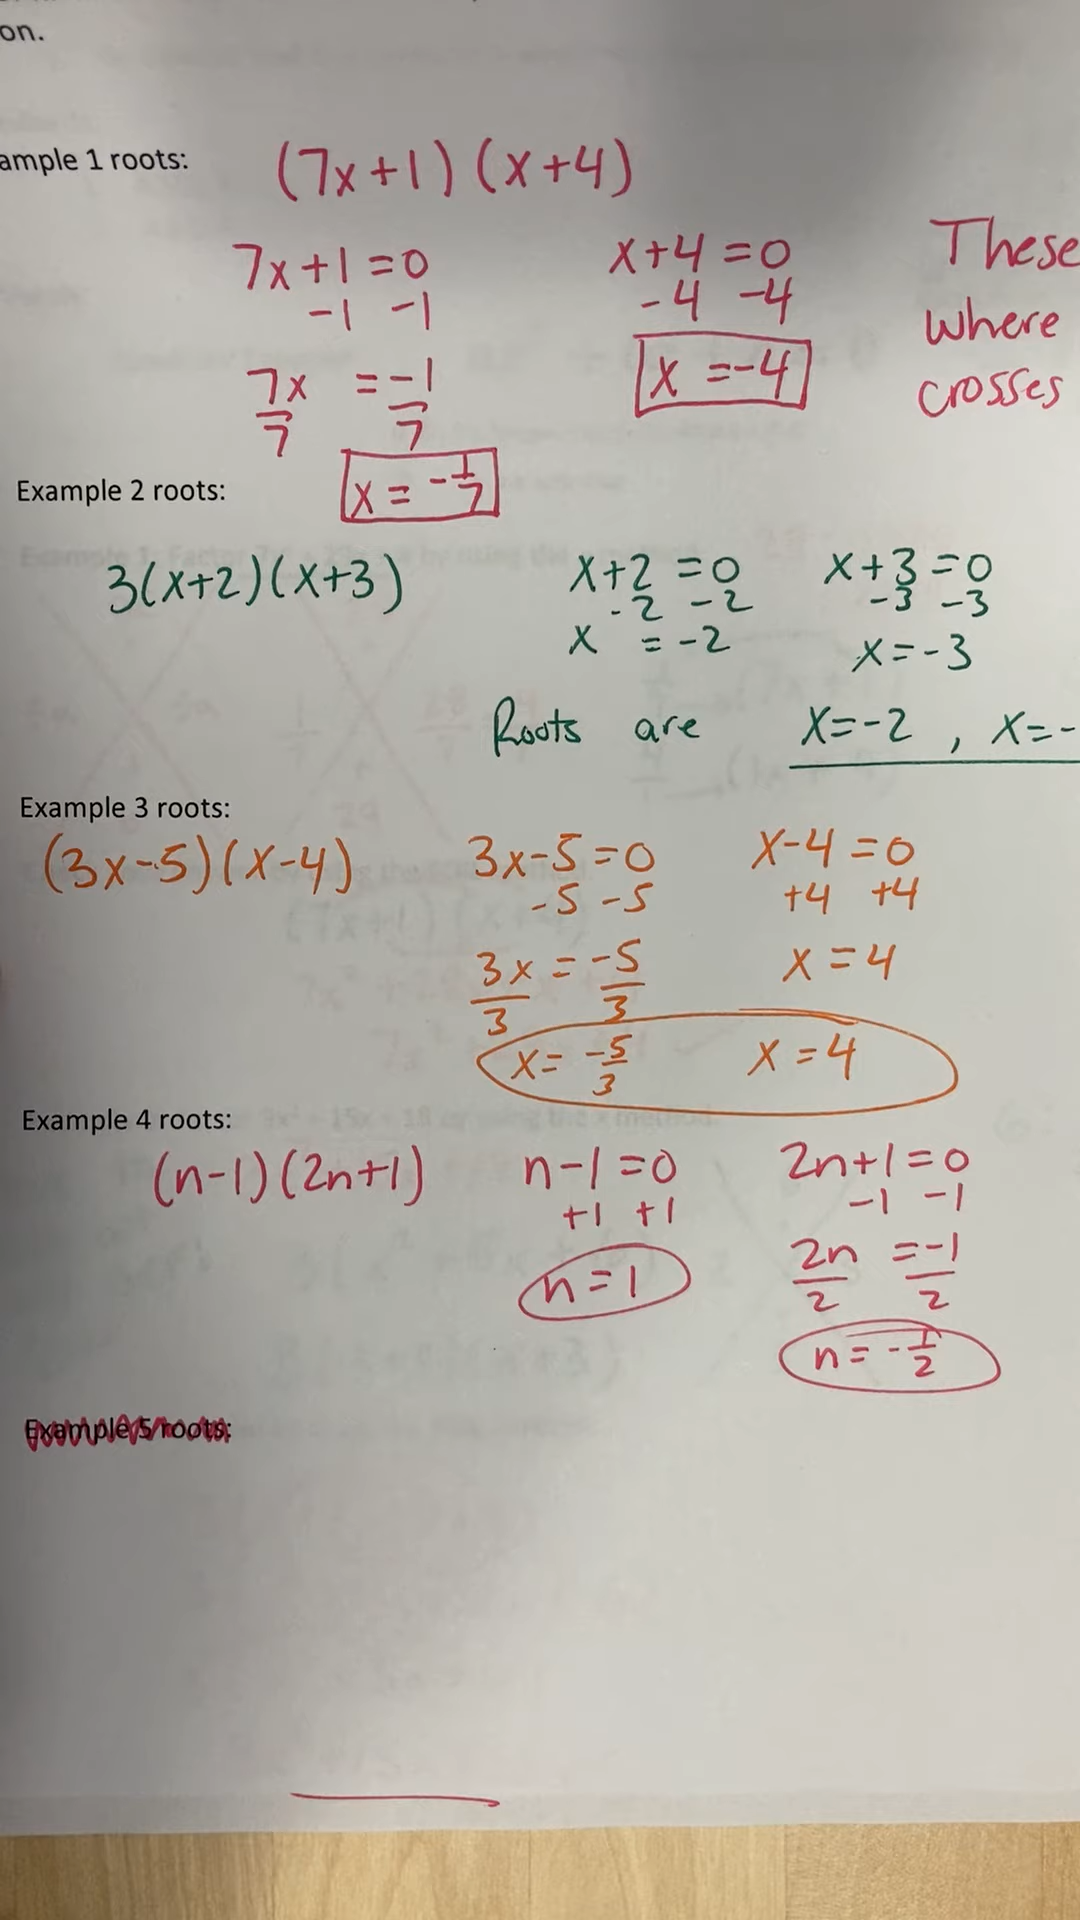 on.
ample 1 roots: (7x+1)(x+4)
7x+1=0 x+4=0 These
-1 -1 -4 -4 where
x=-4 crosses
7x/7 = -1/7
x = -1/7
Example 2 roots:
3(x+2)(x+3) x+2=0 x+3=0
-2 -2 -3 -3
x = -2 x=-3
Roots are x=-2, x=-
Example 3 roots:
(3x-5)(x-4) 3x-5=0 x-4=0
-5 -5 +4 +4
3x/3 = -5/3 x=4
x= -5/3 x=4
Example 4 roots:
(n-1)(2n+1) n-1=0 2n+1=0
+1 +1 -1 -1
n=1 2n/2 = -1/2
n= -1/2
Example 5 roots: